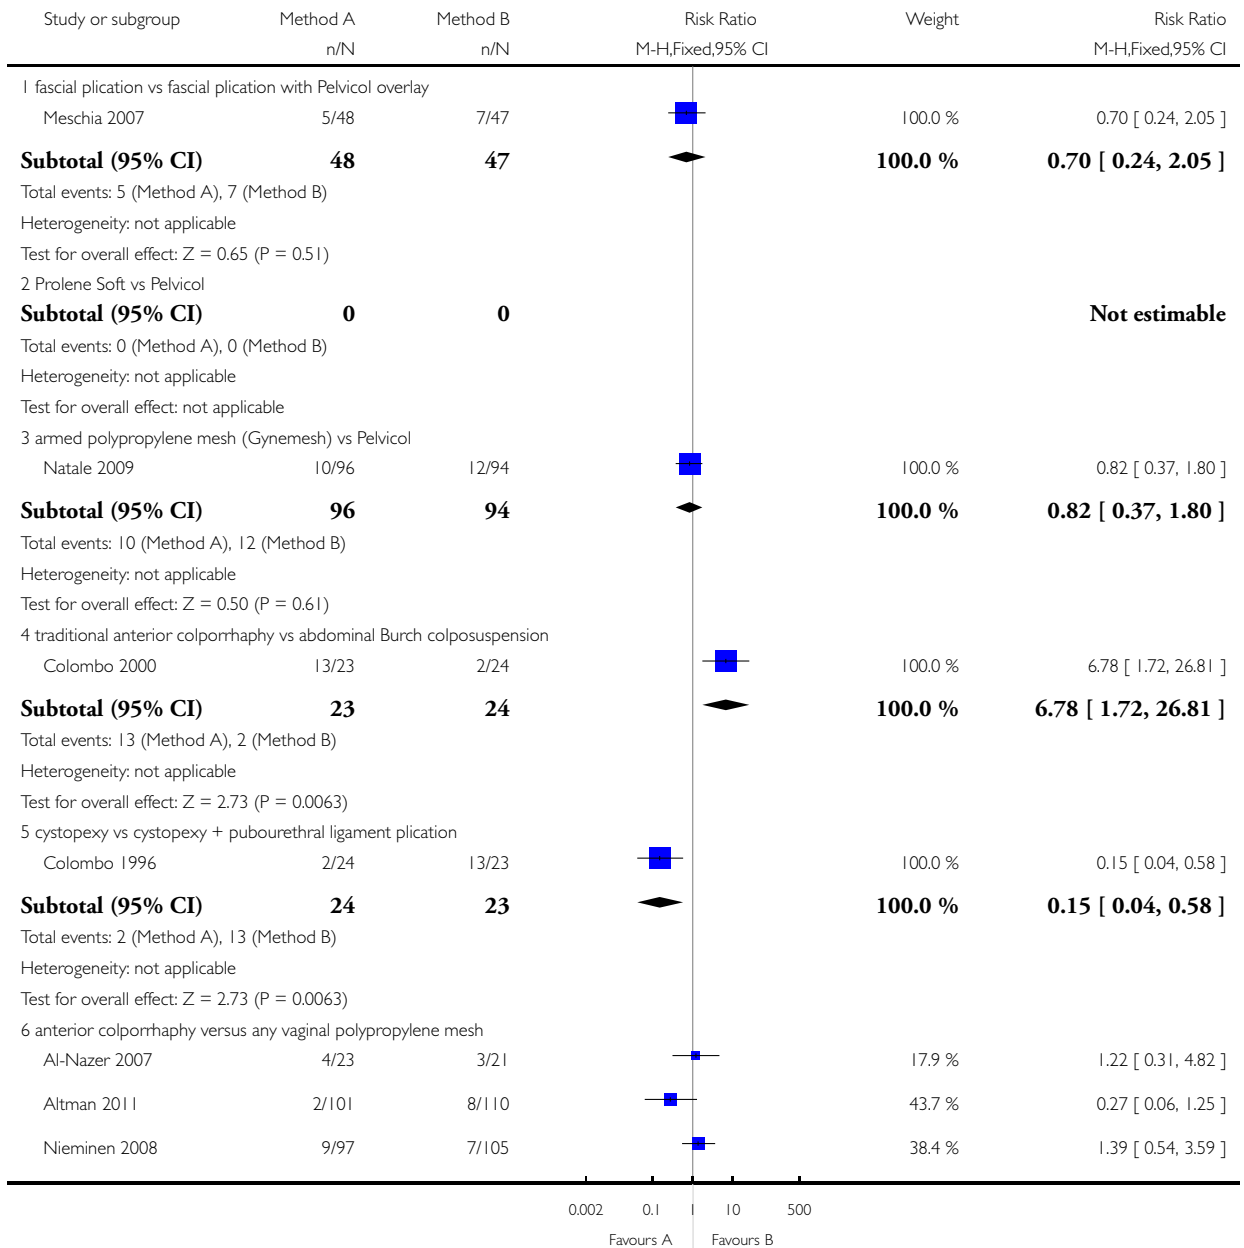 Study or subgroup Method A Method B Risk Ratio Weight Risk Ratio
n/N n/N M-H,Fixed,95% CI M-H,Fixed,95% CI
1 fascial plication vs fascial plication with Pelvicol overlay
Meschia 2007 5/48 7/47 100.0 % 0.70 [ 0.24, 2.05 ]
Subtotal (95% CI) 48 47 100.0 % 0.70 [ 0.24, 2.05 ]
Total events: 5 (Method A), 7 (Method B)
Heterogeneity: not applicable
Test for overall effect: Z = 0.65 (P = 0.51)
2 Prolene Soft vs Pelvicol
Subtotal (95% CI) 0 0 Not estimable
Total events: 0 (Method A), 0 (Method B)
Heterogeneity: not applicable
Test for overall effect: not applicable
3 armed polypropylene mesh (Gynemesh) vs Pelvicol
Natale 2009 10/96 12/94 100.0 % 0.82 [ 0.37, 1.80 ]
Subtotal (95% CI) 96 94 100.0 % 0.82 [ 0.37, 1.80 ]
Total events: 10 (Method A), 12 (Method B)
Heterogeneity: not applicable
Test for overall effect: Z = 0.50 (P = 0.61)
4 traditional anterior colporrhaphy vs abdominal Burch colposuspension
Colombo 2000 13/23 2/24 100.0 % 6.78 [ 1.72, 26.81 ]
Subtotal (95% CI) 23 24 100.0 % 6.78 [ 1.72, 26.81 ]
Total events: 13 (Method A), 2 (Method B)
Heterogeneity: not applicable
Test for overall effect: Z = 2.73 (P = 0.0063)
5 cystopexy vs cystopexy + pubourethral ligament plication
Colombo 1996 2/24 13/23 100.0 % 0.15 [ 0.04, 0.58 ]
Subtotal (95% CI) 24 23 100.0 % 0.15 [ 0.04, 0.58 ]
Total events: 2 (Method A), 13 (Method B)
Heterogeneity: not applicable
Test for overall effect: Z = 2.73 (P = 0.0063)
6 anterior colporrhaphy versus any vaginal polypropylene mesh
Al-Nazer 2007 4/23 3/21 17.9 % 1.22 [ 0.31, 4.82 ]
Altman 2011 2/101 8/110 43.7 % 0.27 [ 0.06, 1.25 ]
Nieminen 2008 9/97 7/105 38.4 % 1.39 [ 0.54, 3.59 ]
0.002 0.1 1 10 500
Favours A Favours B